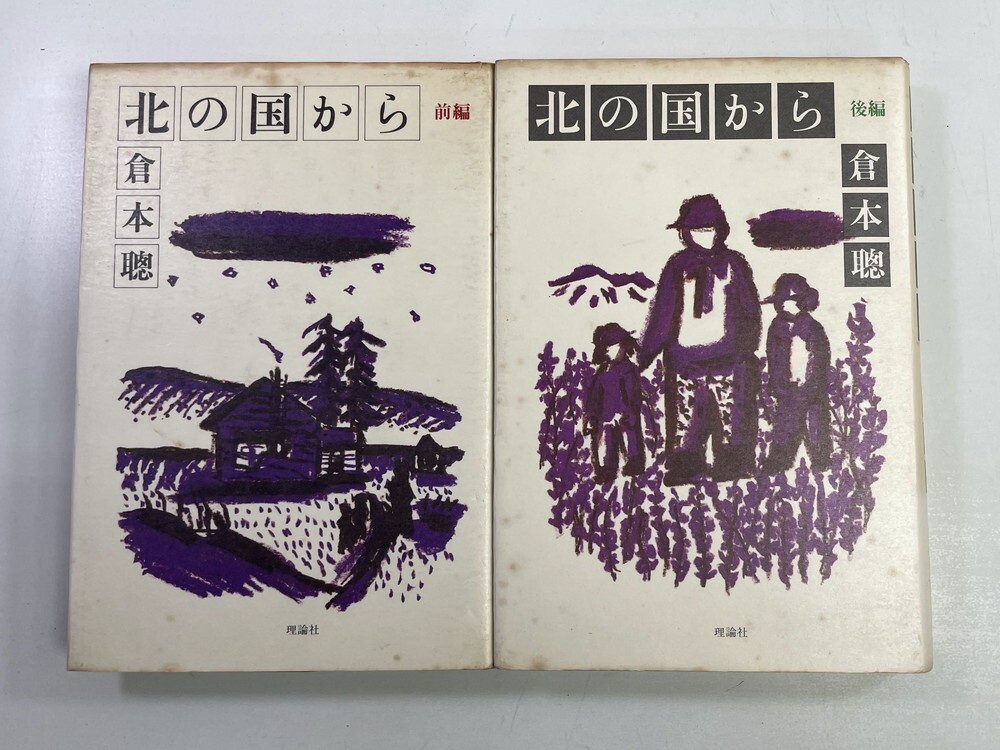 北の国から 前編
倉本聰
理論社
北の国から 後編
倉本聰
理論社